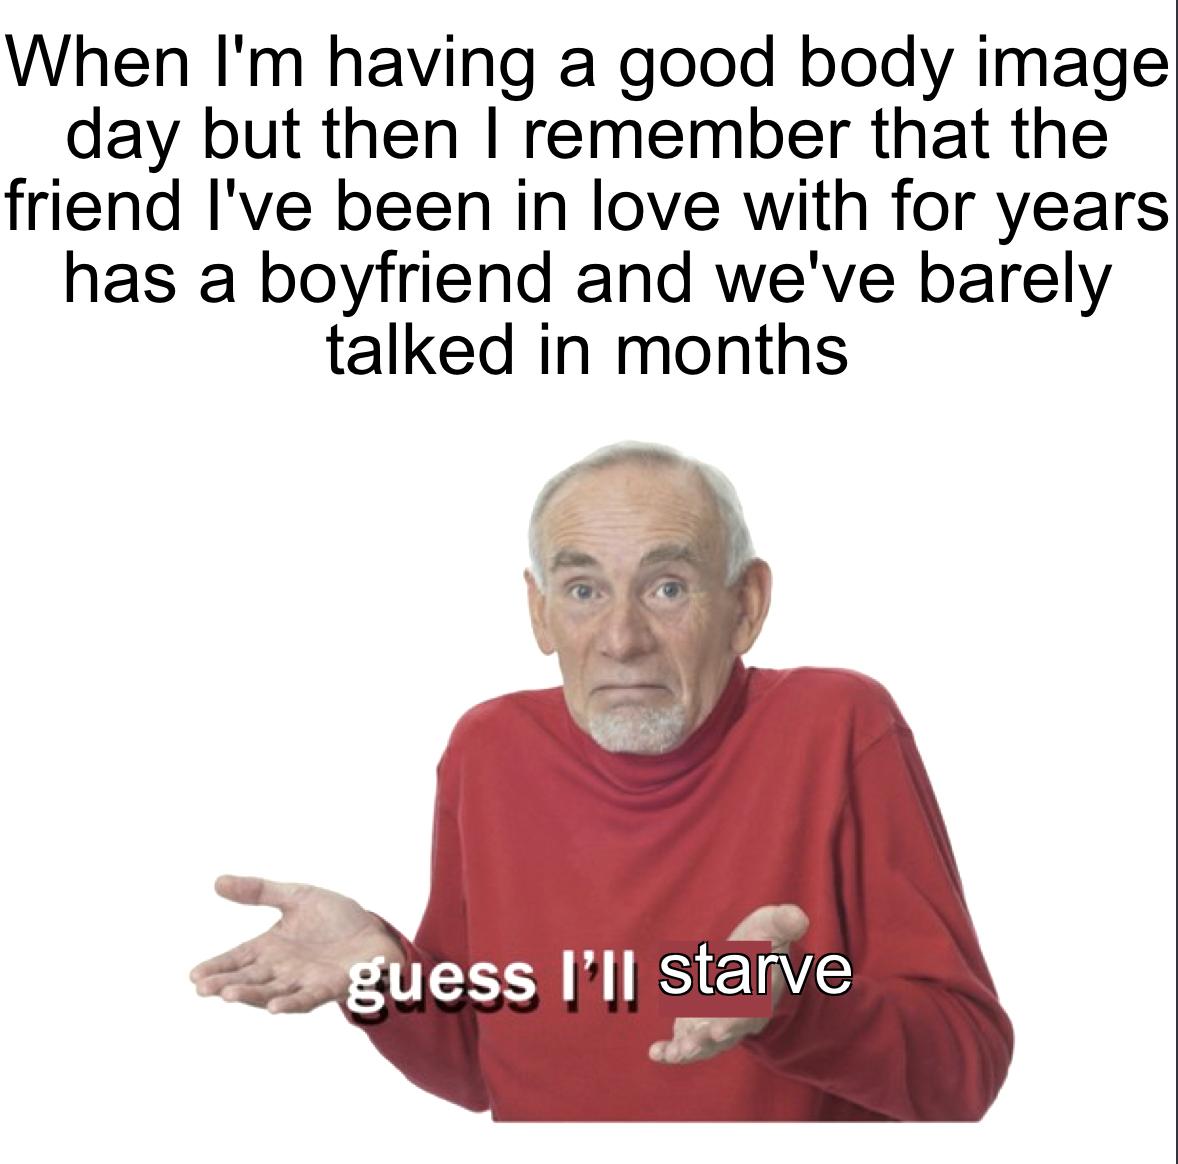 When I'm having a good body image
day but then I remember that the
friend I've been in love with for years
has a boyfriend and we've barely
talked in months
guess I'll starve